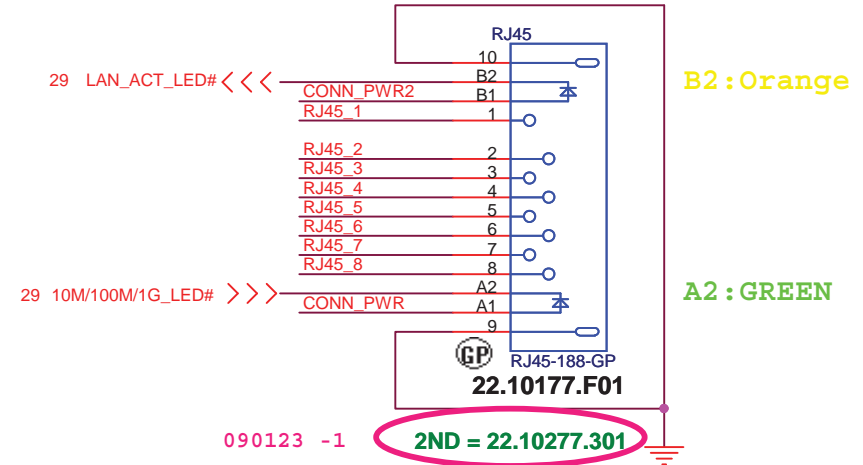 RJ45
10
29 LAN_ACT_LED# B2 B2:Orange
CONN_PWR2 B1
RJ45_1 1
RJ45_2 2
RJ45_3 3
RJ45_4 4
RJ45_5 5
RJ45_6 6
RJ45_7 7
RJ45_8 8
29 10M/100M/1G_LED# A2 A2:GREEN
CONN_PWR A1
9
GP RJ45-188-GP
22.10177.F01
090123 -1 2ND = 22.10277.301